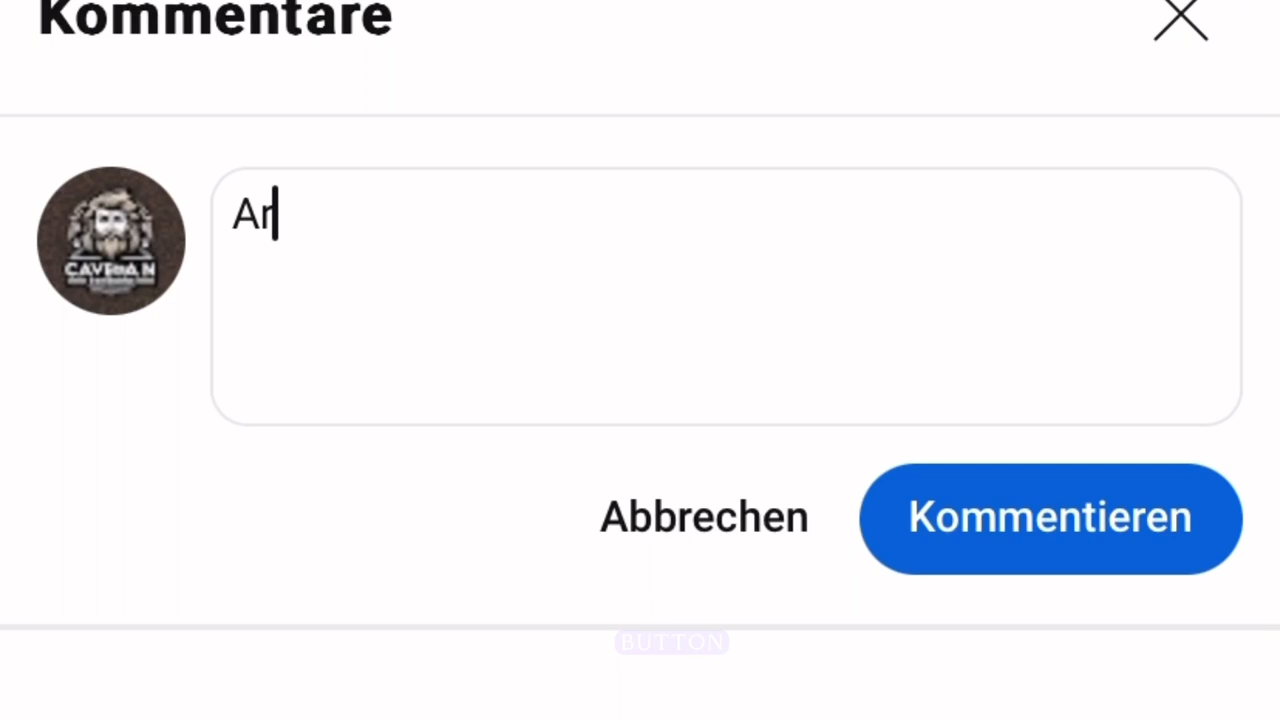 Kommentare
Ar
CAVEMAN
Abbrechen
Kommentieren
BUTTON